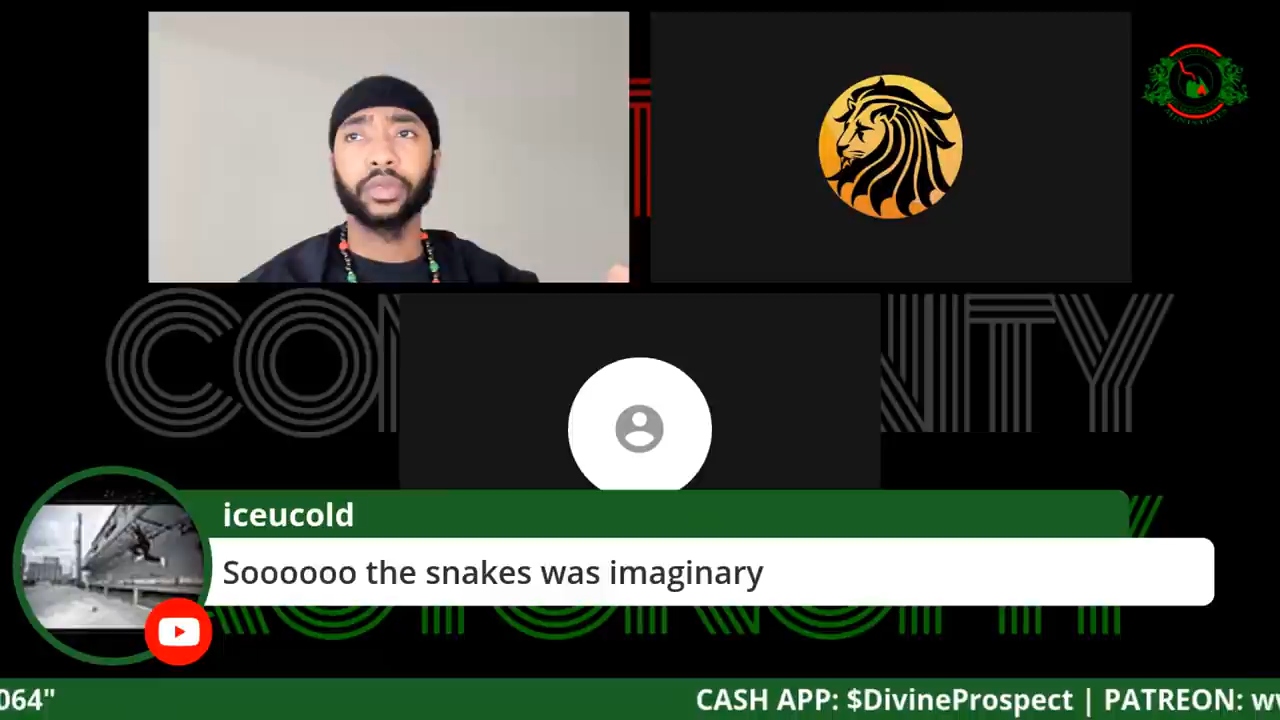 iceucold
Soooooo the snakes was imaginary
064" CASH APP: $DivineProspect | PATREON: w